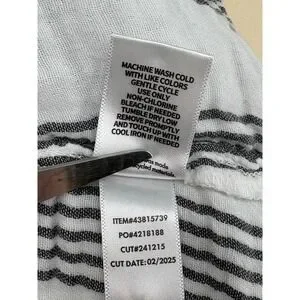 MACHINE WASH COLD
WITH LIKE COLORS
GENTLE CYCLE
USE ONLY
NON-CHLORINE
BLEACH IF NEEDED
TUMBLE DRY LOW
REMOVE PROMPTLY
AND TOUCH UP WITH
COOL IRON IF NEEDED
made
materials
ITEM#43815739
PO#4218188
CUT#241215
CUT DATE:02/2025